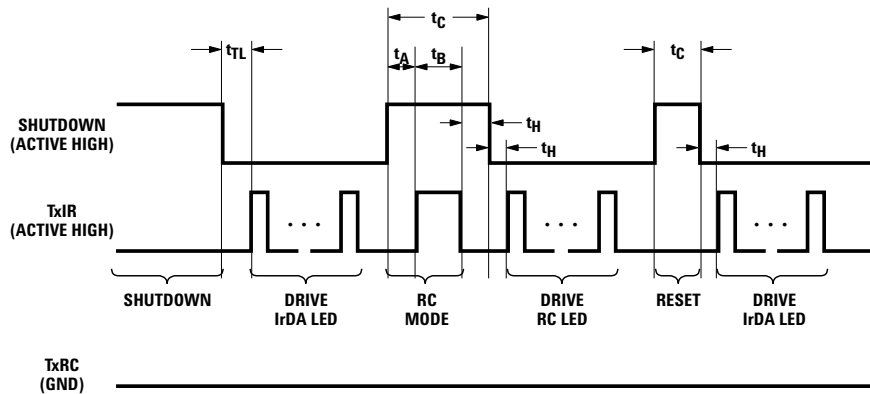 tC
tTL
tA
tB
tC
SHUTDOWN
(ACTIVE HIGH)
tH
tH
tH
TxIR
(ACTIVE HIGH)
SHUTDOWN
DRIVE
IrDA LED
RC
MODE
DRIVE
RC LED
RESET
DRIVE
IrDA LED
TxRC
(GND)